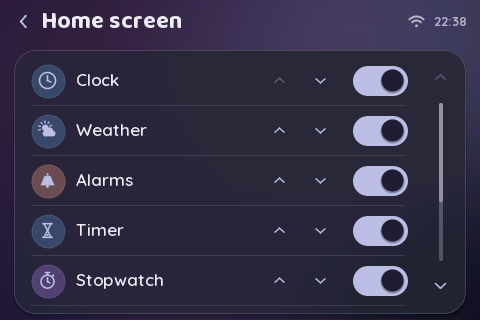 Home screen
22:38
Clock
Weather
Alarms
Timer
Stopwatch